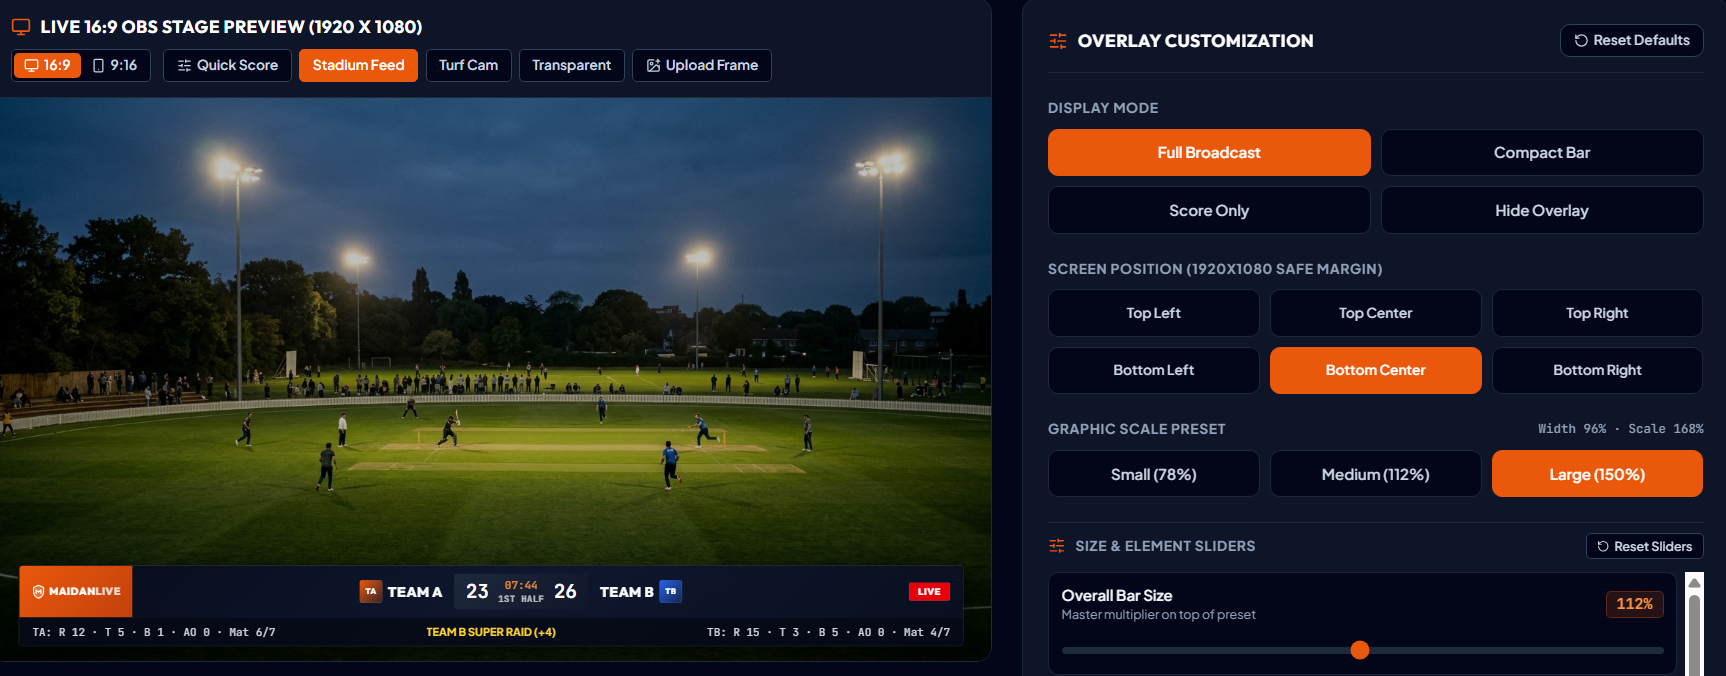 LIVE 16:9 OBS STAGE PREVIEW (1920 X 1080)
16:9 9:16 Quick Score Stadium Feed Turf Cam Transparent Upload Frame
MAIDANLIVE
TA TEAM A 23 07:44 1ST HALF 26 TEAM B TB
LIVE
TA: R 12 · T 5 · B 1 · AO 0 · Mat 6/7
TEAM B SUPER RAID (+4)
TB: R 15 · T 3 · B 5 · AO 0 · Mat 4/7
OVERLAY CUSTOMIZATION
Reset Defaults
DISPLAY MODE
Full Broadcast Compact Bar
Score Only Hide Overlay
SCREEN POSITION (1920X1080 SAFE MARGIN)
Top Left Top Center Top Right
Bottom Left Bottom Center Bottom Right
GRAPHIC SCALE PRESET
Width 96% · Scale 168%
Small (78%) Medium (112%) Large (150%)
SIZE & ELEMENT SLIDERS
Reset Sliders
Overall Bar Size
Master multiplier on top of preset
112%